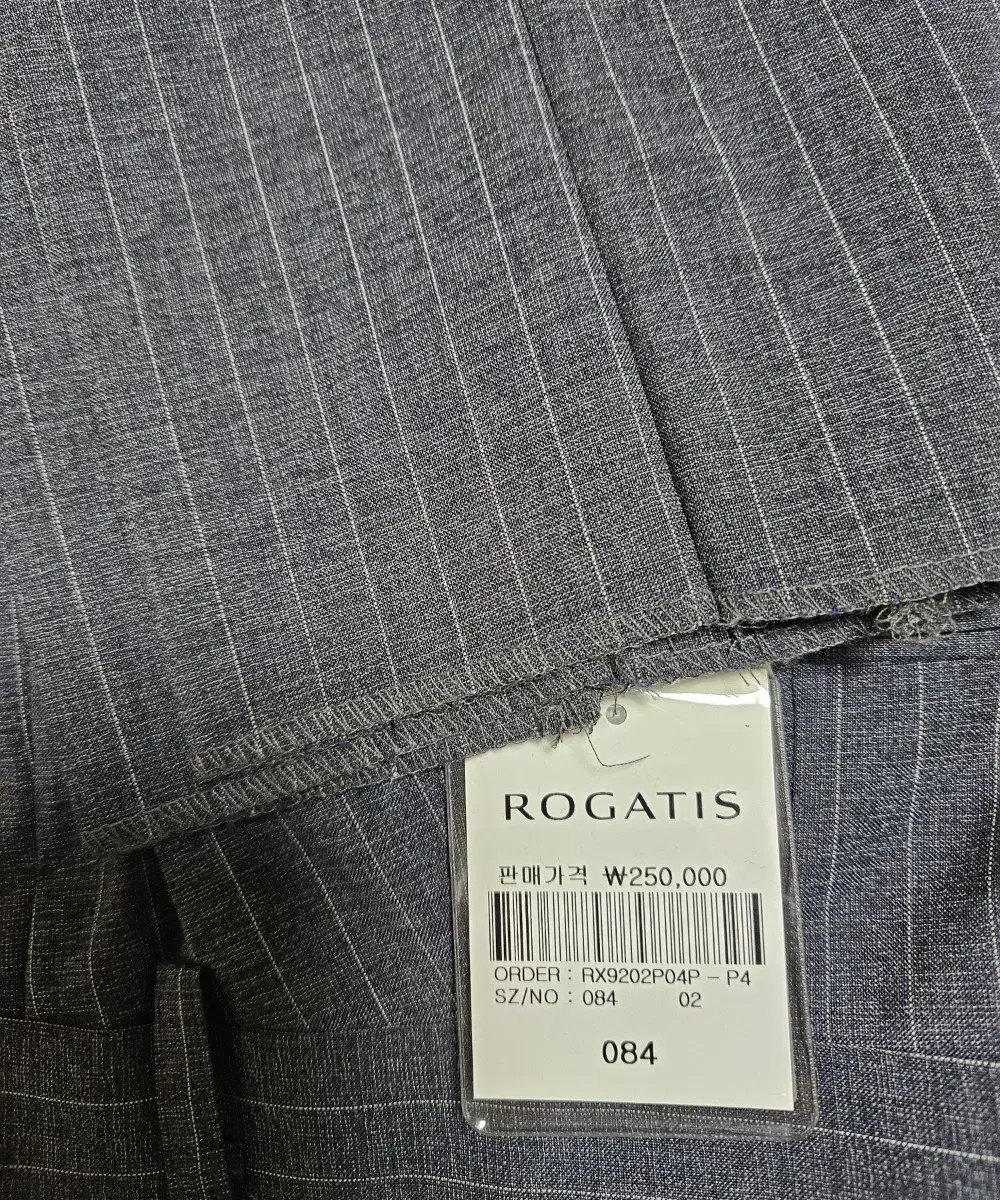 ROGATIS
판매가격 ₩250,000
ORDER : RX9202P04P - P4
SZ/NO : 084 02
084